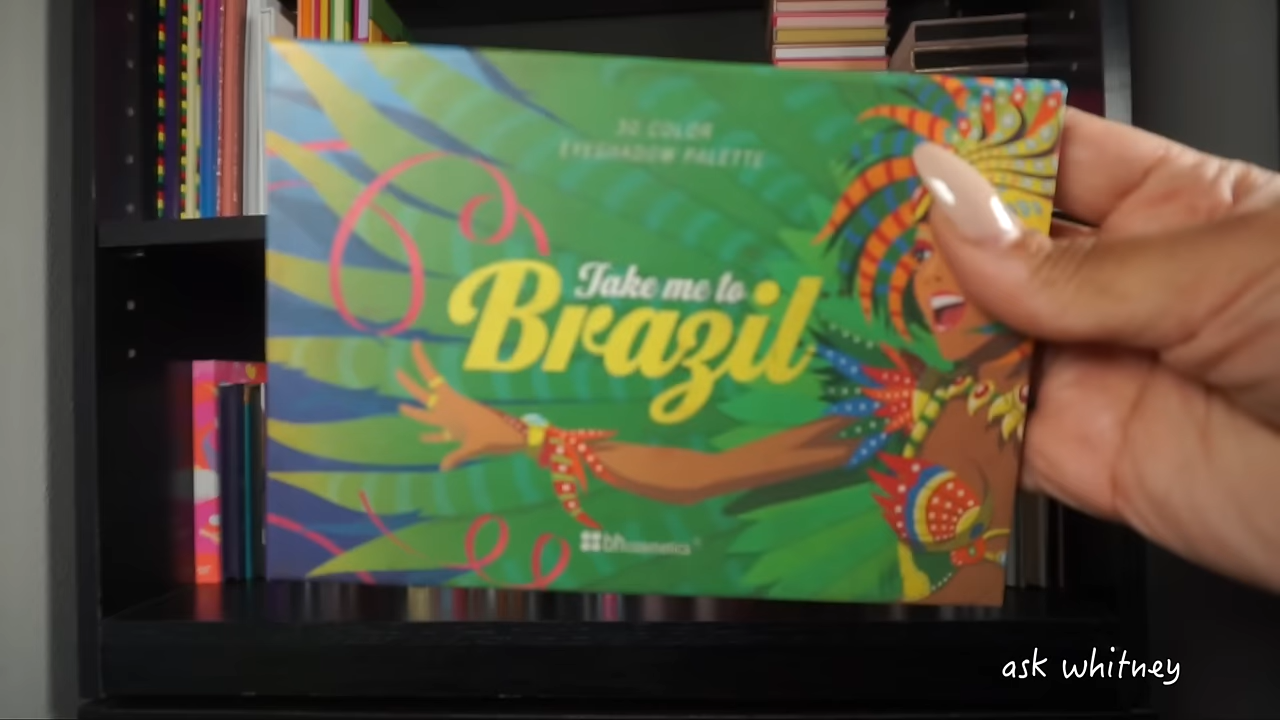 30 COLOR
EYESHADOW PALETTE
Take me to
Brazil
bhcosmetics
ask whitney